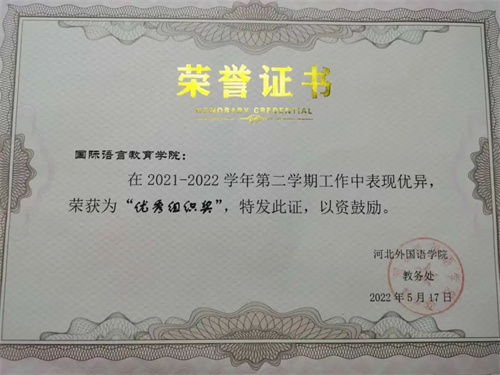 荣誉证书
HONORARY CREDENTIAL
国际语言教育学院：
在 2021-2022 学年第二学期工作中表现优异，
荣获为“优秀组织奖”，特发此证，以资鼓励。
河北外国语学院
教务处
2022 年 5 月 17 日